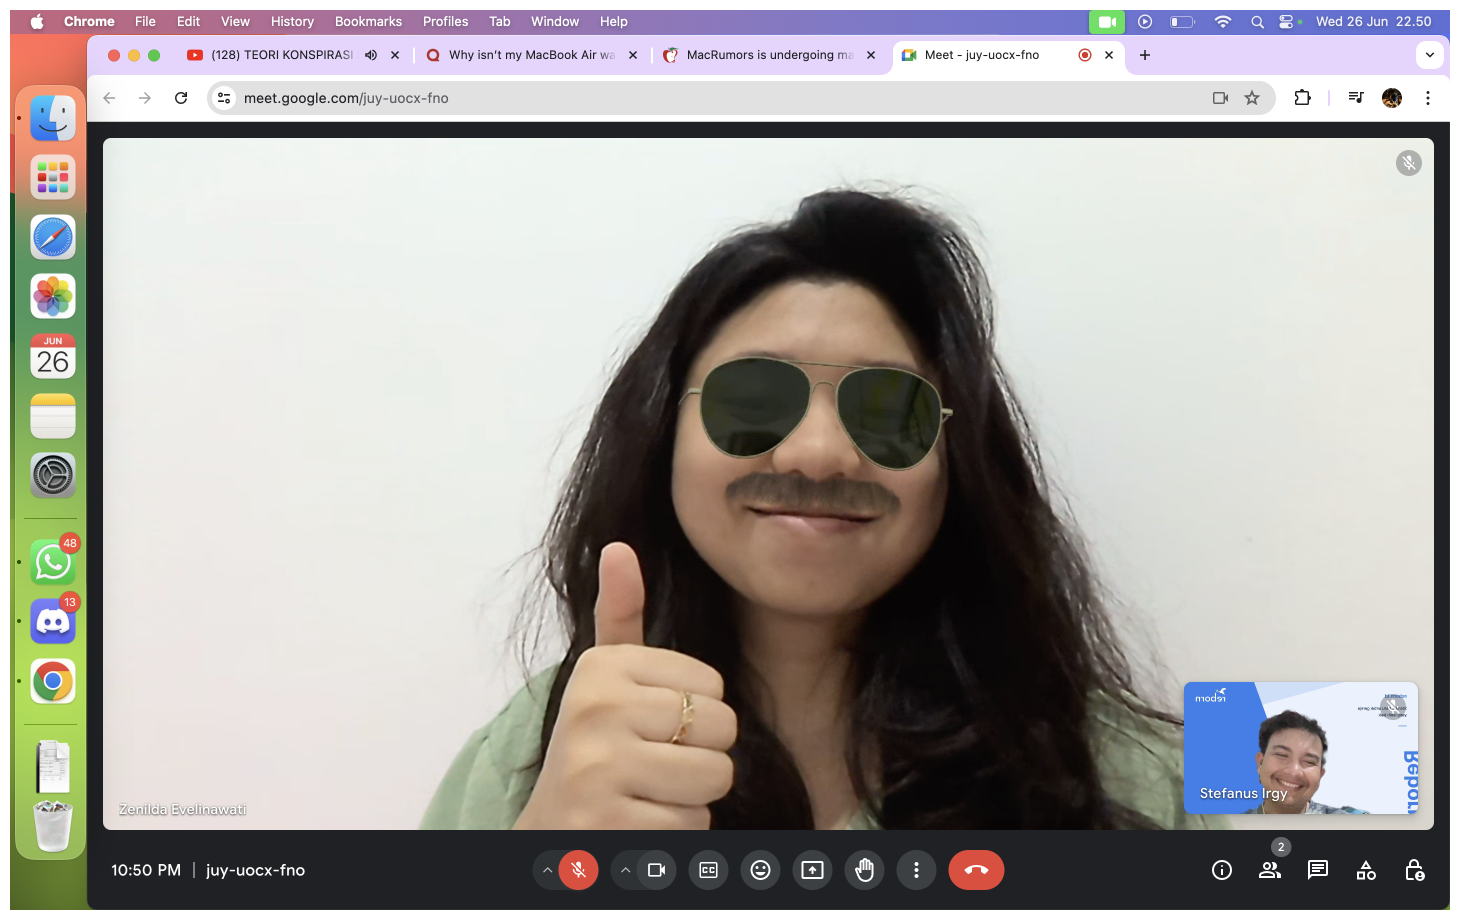 Chrome File Edit View History Bookmarks Profiles Tab Window Help Wed 26 Jun 22.50
(128) TEORI KONSPIRASI
Why isn't my MacBook Air wa
MacRumors is undergoing ma
Meet - juy-uocx-fno
meet.google.com/juy-uocx-fno
JUN
26
48
13
Zenilda Evelinawati
Stefanus Irgy
Rebor
10:50 PM | juy-uocx-fno
CC
2